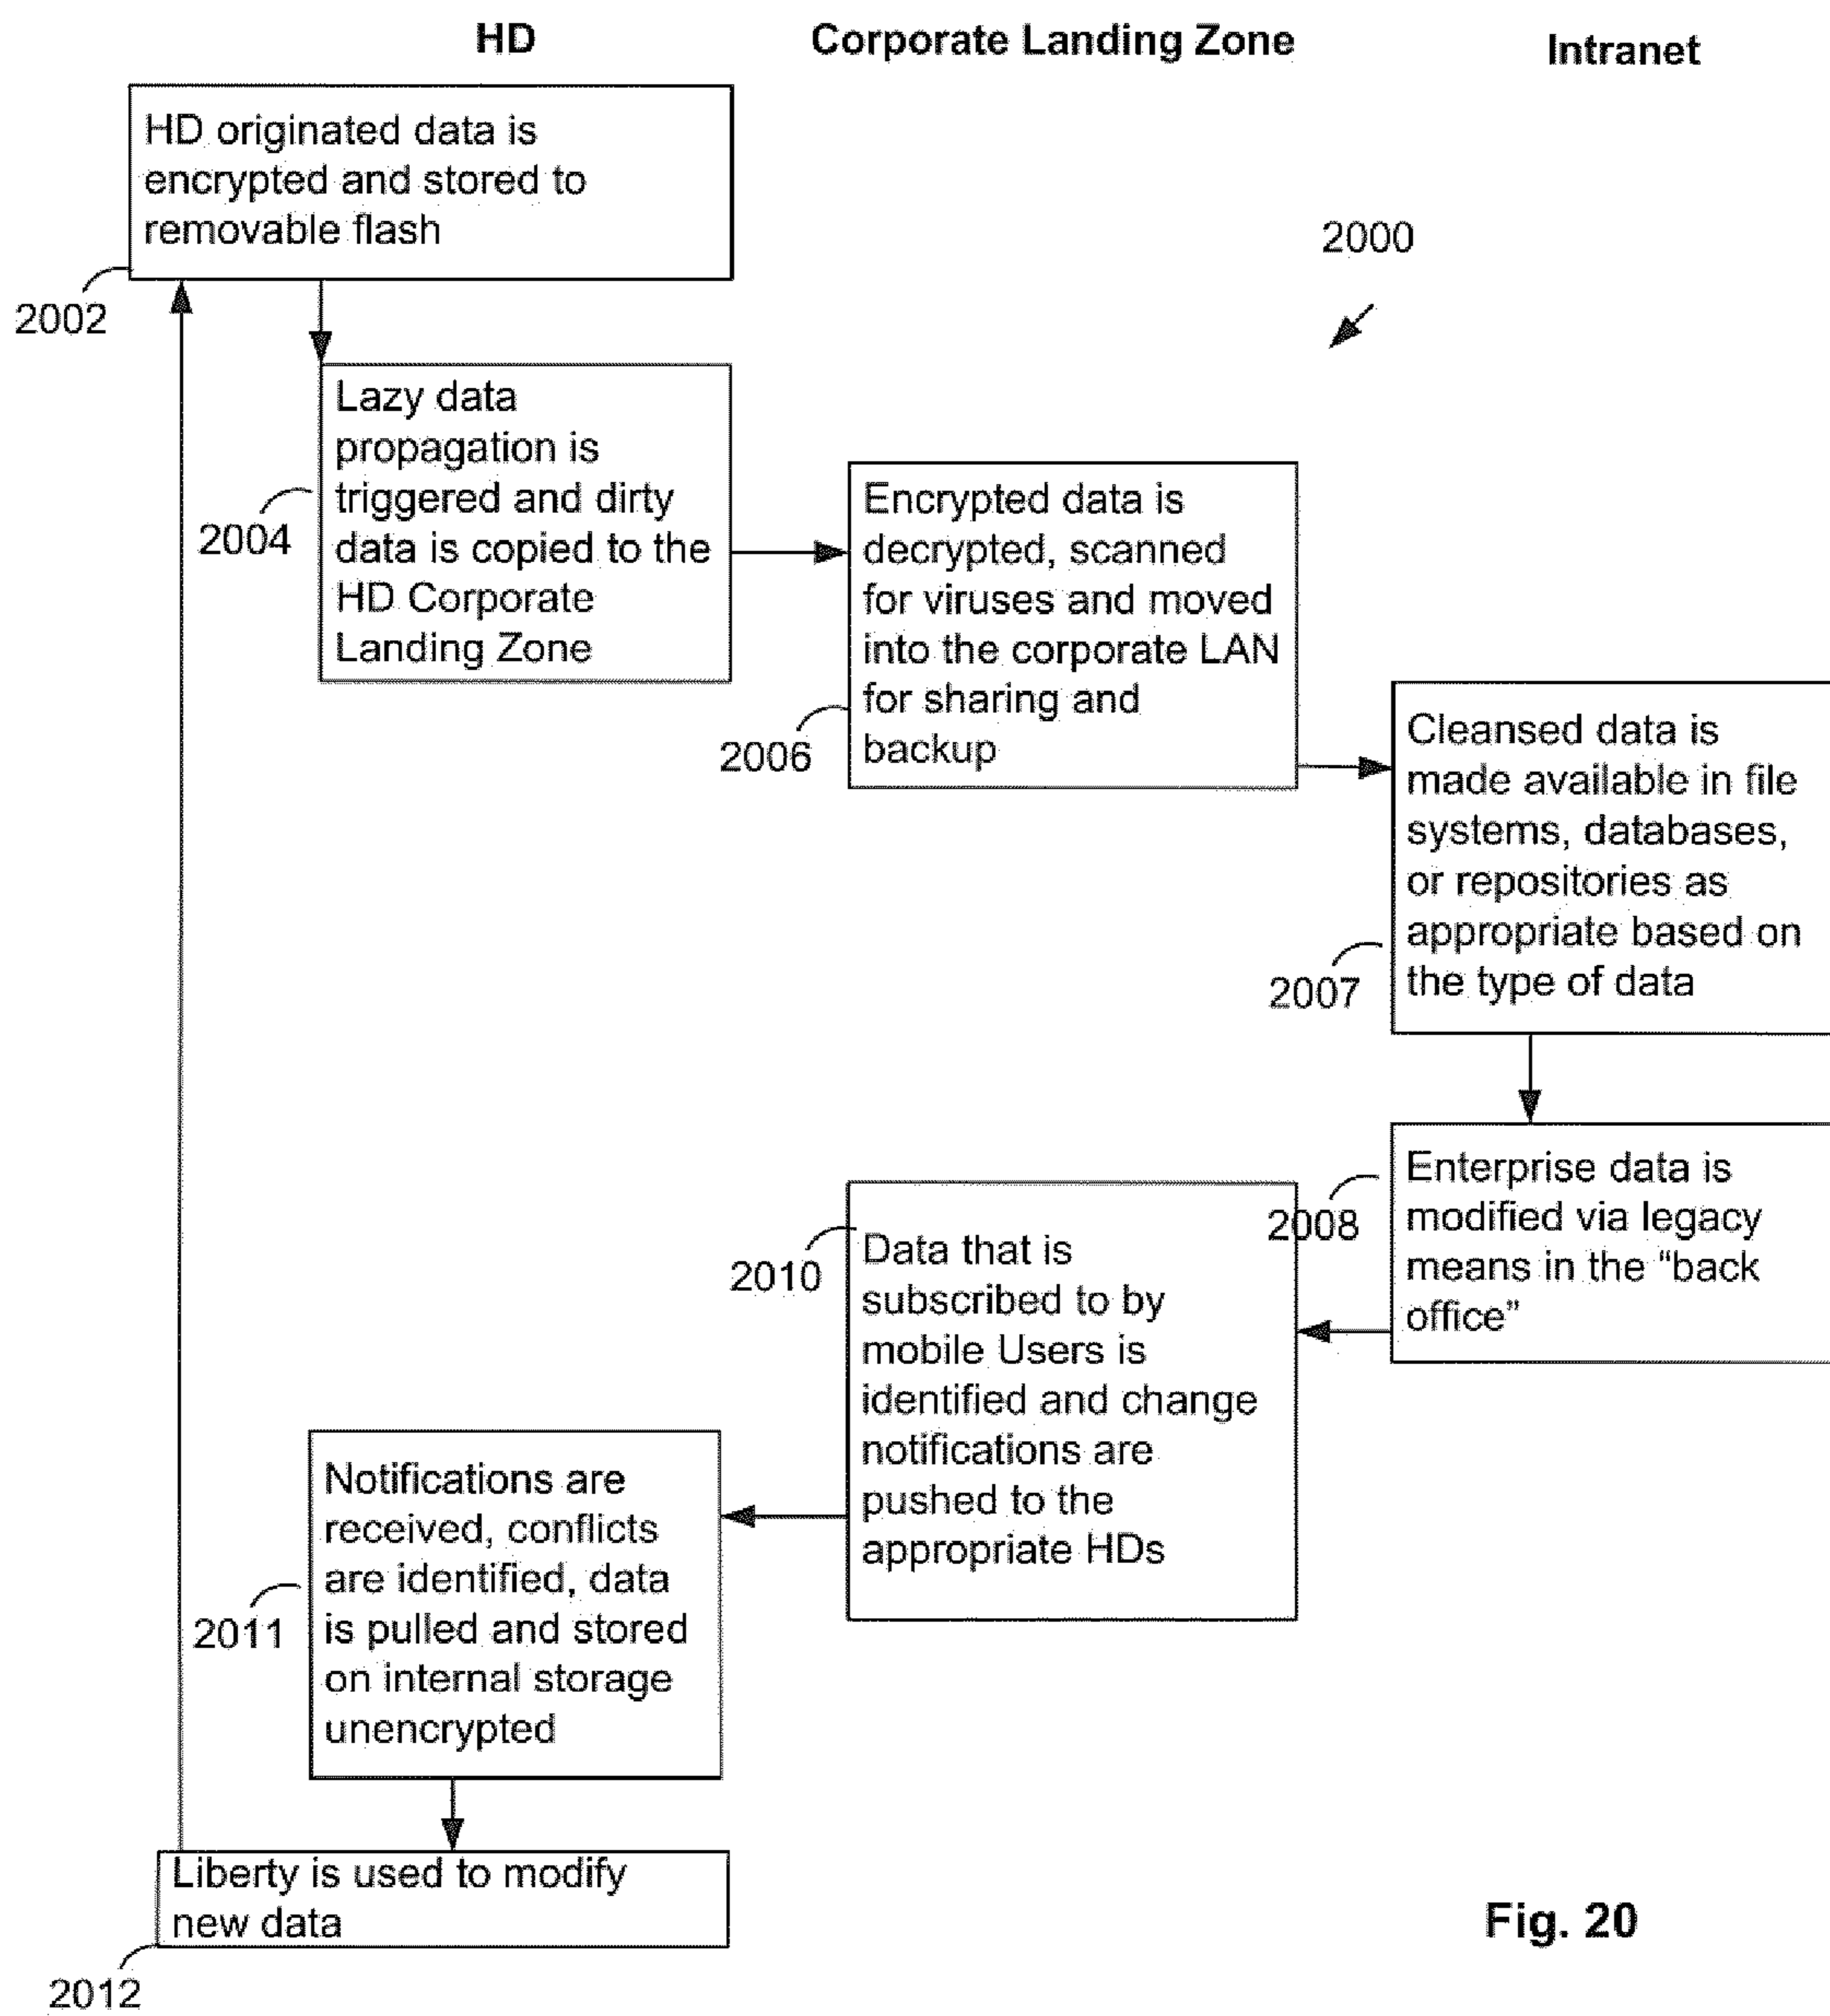 HD
Corporate Landing Zone
Intranet
HD originated data is
encrypted and stored to
removable flash
2002
2000
Lazy data
propagation is
triggered and dirty
data is copied to the
HD Corporate
Landing Zone
2004
Encrypted data is
decrypted, scanned
for viruses and moved
into the corporate LAN
for sharing and
backup
2006
Cleansed data is
made available in file
systems, databases,
or repositories as
appropriate based on
the type of data
2007
Enterprise data is
modified via legacy
means in the “back
office”
2008
Data that is
subscribed to by
mobile Users is
identified and change
notifications are
pushed to the
appropriate HDs
2010
Notifications are
received, conflicts
are identified, data
is pulled and stored
on internal storage
unencrypted
2011
Liberty is used to modify
new data
2012
Fig. 20